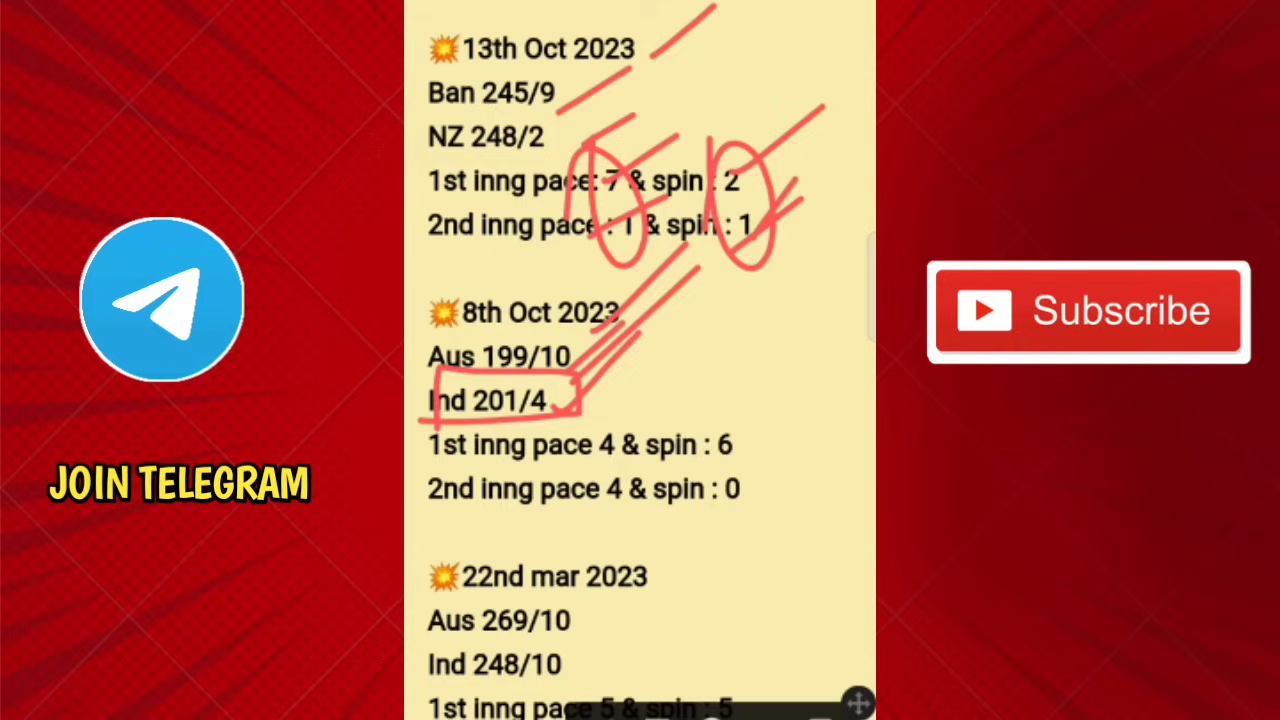 13th Oct 2023
Ban 245/9
NZ 248/2
1st inng pace: 7 & spin : 2
2nd inng pace : 1 & spin : 1
8th Oct 2023
Aus 199/10
Ind 201/4
1st inng pace 4 & spin : 6
2nd inng pace 4 & spin : 0
22nd mar 2023
Aus 269/10
Ind 248/10
1st inng pace 5 & spin : 5
JOIN TELEGRAM
Subscribe